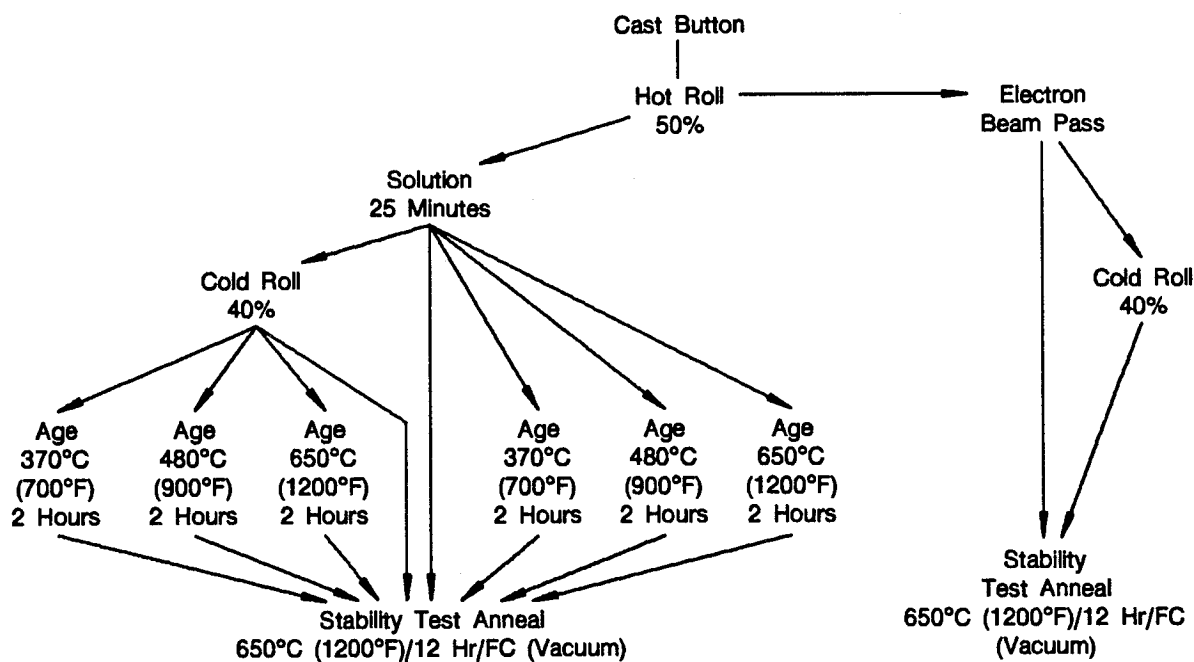 Cast Button
Hot Roll
50%
Electron
Beam Pass
Solution
25 Minutes
Cold Roll
40%
Cold Roll
40%
Age
370°C
(700°F)
2 Hours
Age
480°C
(900°F)
2 Hours
Age
650°C
(1200°F)
2 Hours
Age
370°C
(700°F)
2 Hours
Age
480°C
(900°F)
2 Hours
Age
650°C
(1200°F)
2 Hours
Stability Test Anneal
650°C (1200°F)/12 Hr/FC (Vacuum)
Stability
Test Anneal
650°C (1200°F)/12 Hr/FC
(Vacuum)